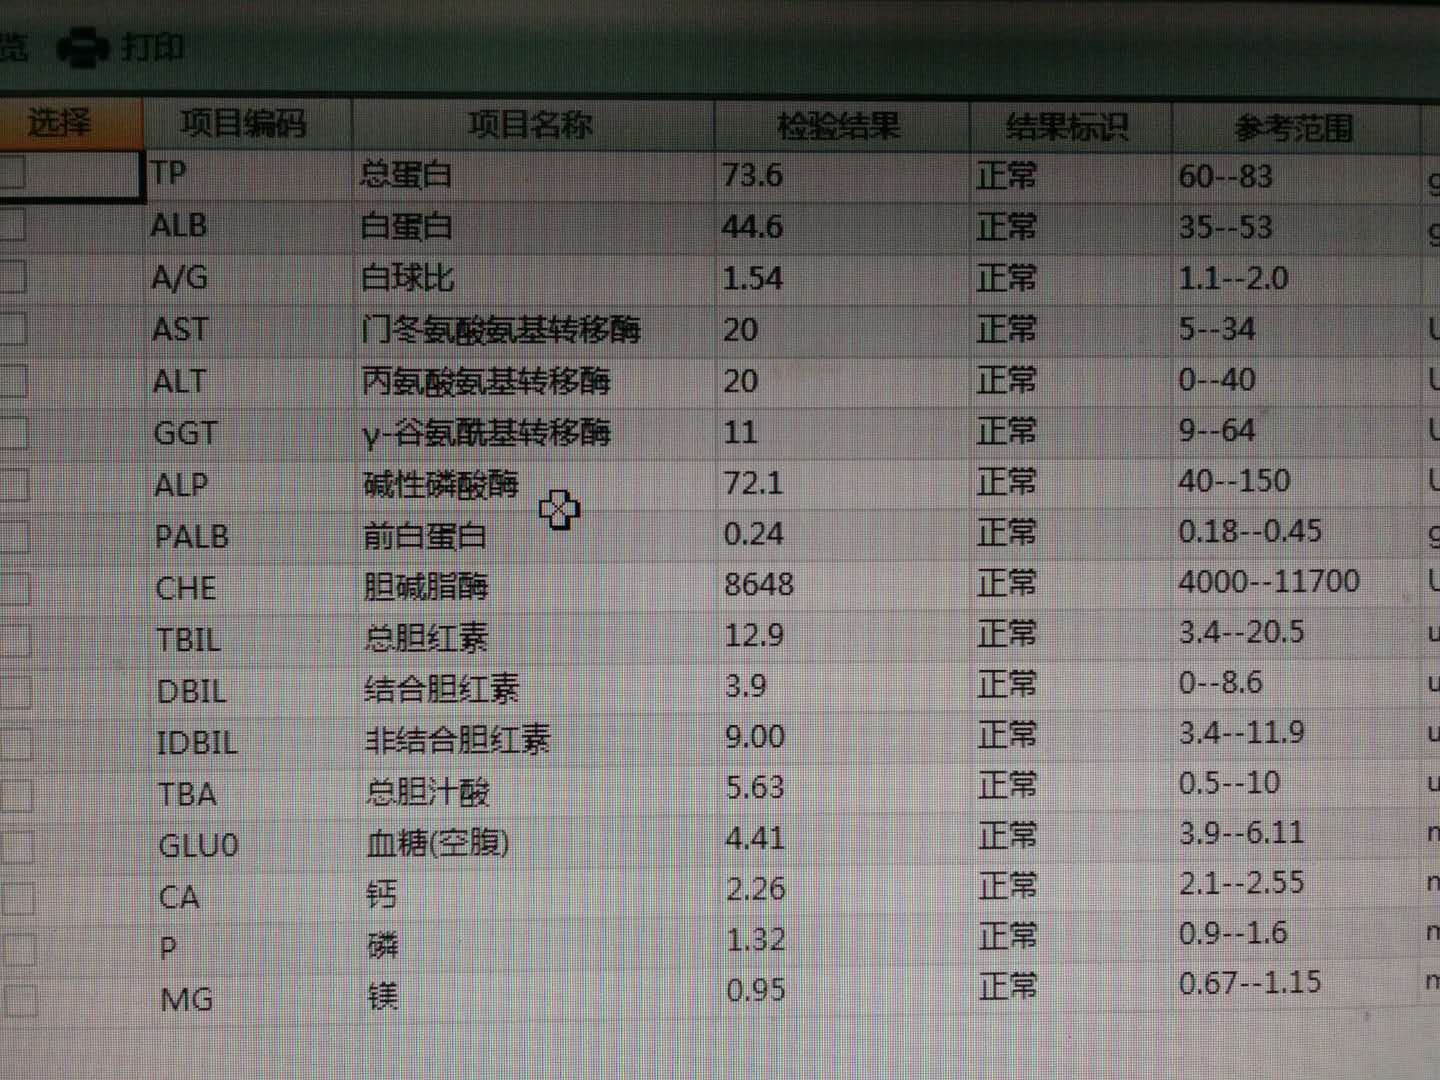 览 打印
选择 项目编码 项目名称 检验结果 结果标识 参考范围
TP 总蛋白 73.6 正常 60--83 g
ALB 白蛋白 44.6 正常 35--53 g
A/G 白球比 1.54 正常 1.1--2.0
AST 门冬氨酸氨基转移酶 20 正常 5--34 U
ALT 丙氨酸氨基转移酶 20 正常 0--40 U
GGT γ-谷氨酰基转移酶 11 正常 9--64 U
ALP 碱性磷酸酶 72.1 正常 40--150 U
PALB 前白蛋白 0.24 正常 0.18--0.45 g
CHE 胆碱脂酶 8648 正常 4000--11700 U
TBIL 总胆红素 12.9 正常 3.4--20.5 u
DBIL 结合胆红素 3.9 正常 0--8.6 u
IDBIL 非结合胆红素 9.00 正常 3.4--11.9 u
TBA 总胆汁酸 5.63 正常 0.5--10 u
GLU0 血糖(空腹) 4.41 正常 3.9--6.11 m
CA 钙 2.26 正常 2.1--2.55 m
P 磷 1.32 正常 0.9--1.6 m
MG 镁 0.95 正常 0.67--1.15 m